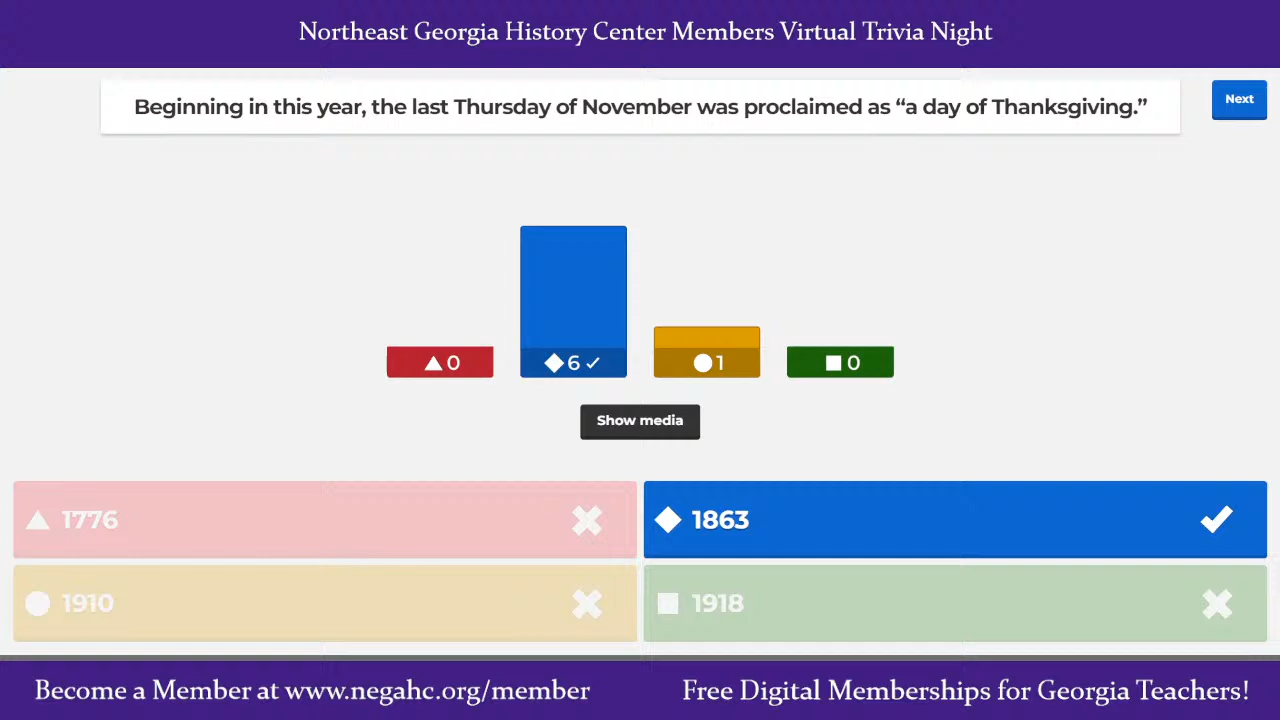 Northeast Georgia History Center Members Virtual Trivia Night
Beginning in this year, the last Thursday of November was proclaimed as “a day of Thanksgiving.”
Next
0
6
1
0
Show media
1776
1863
1910
1918
Become a Member at www.negahc.org/member
Free Digital Memberships for Georgia Teachers!